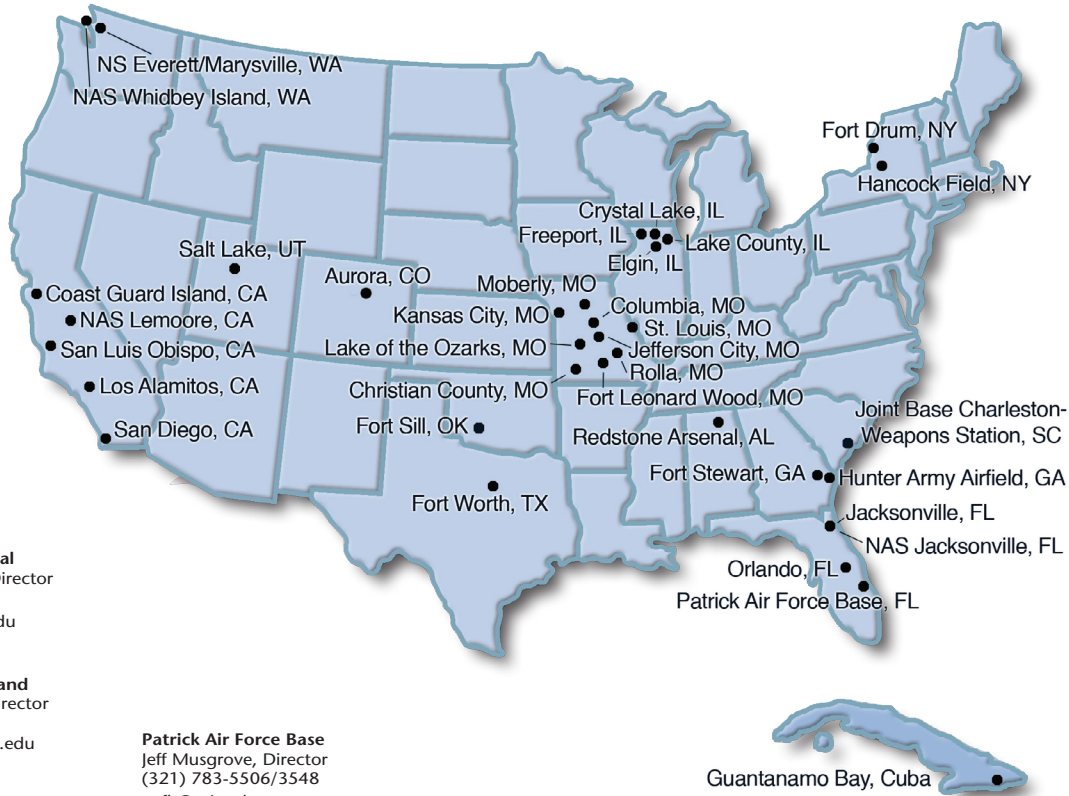 NS Everett/Marysville, WA
NAS Whidbey Island, WA
Fort Drum, NY
Hancock Field, NY
Crystal Lake, IL
Freeport, IL
Lake County, IL
Elgin, IL
Salt Lake, UT
Aurora, CO
Moberly, MO
Coast Guard Island, CA
Columbia, MO
Kansas City, MO
NAS Lemoore, CA
St. Louis, MO
San Luis Obispo, CA
Lake of the Ozarks, MO
Jefferson City, MO
Rolla, MO
Los Alamitos, CA
Christian County, MO
Fort Leonard Wood, MO
San Diego, CA
Fort Sill, OK
Redstone Arsenal, AL
Joint Base Charleston-
Weapons Station, SC
Fort Stewart, GA
Hunter Army Airfield, GA
Fort Worth, TX
Jacksonville, FL
NAS Jacksonville, FL
Orlando, FL
Patrick Air Force Base, FL
al
Director
du
and
rector
.edu
Patrick Air Force Base
Jeff Musgrove, Director
(321) 783-5506/3548
Guantanamo Bay, Cuba